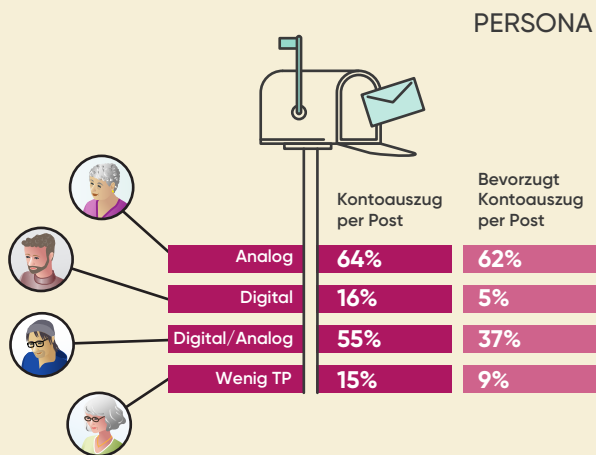 PERSONA
Kontoauszug
per Post
Bevorzugt
Kontoauszug
per Post
Analog 64% 62%
Digital 16% 5%
Digital/Analog 55% 37%
Wenig TP 15% 9%